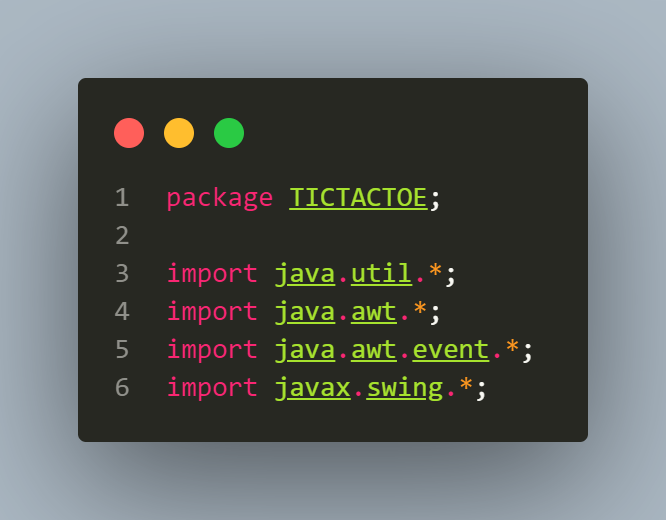 1 package TICTACTOE;
2
3 import java.util.*;
4 import java.awt.*;
5 import java.awt.event.*;
6 import javax.swing.*;